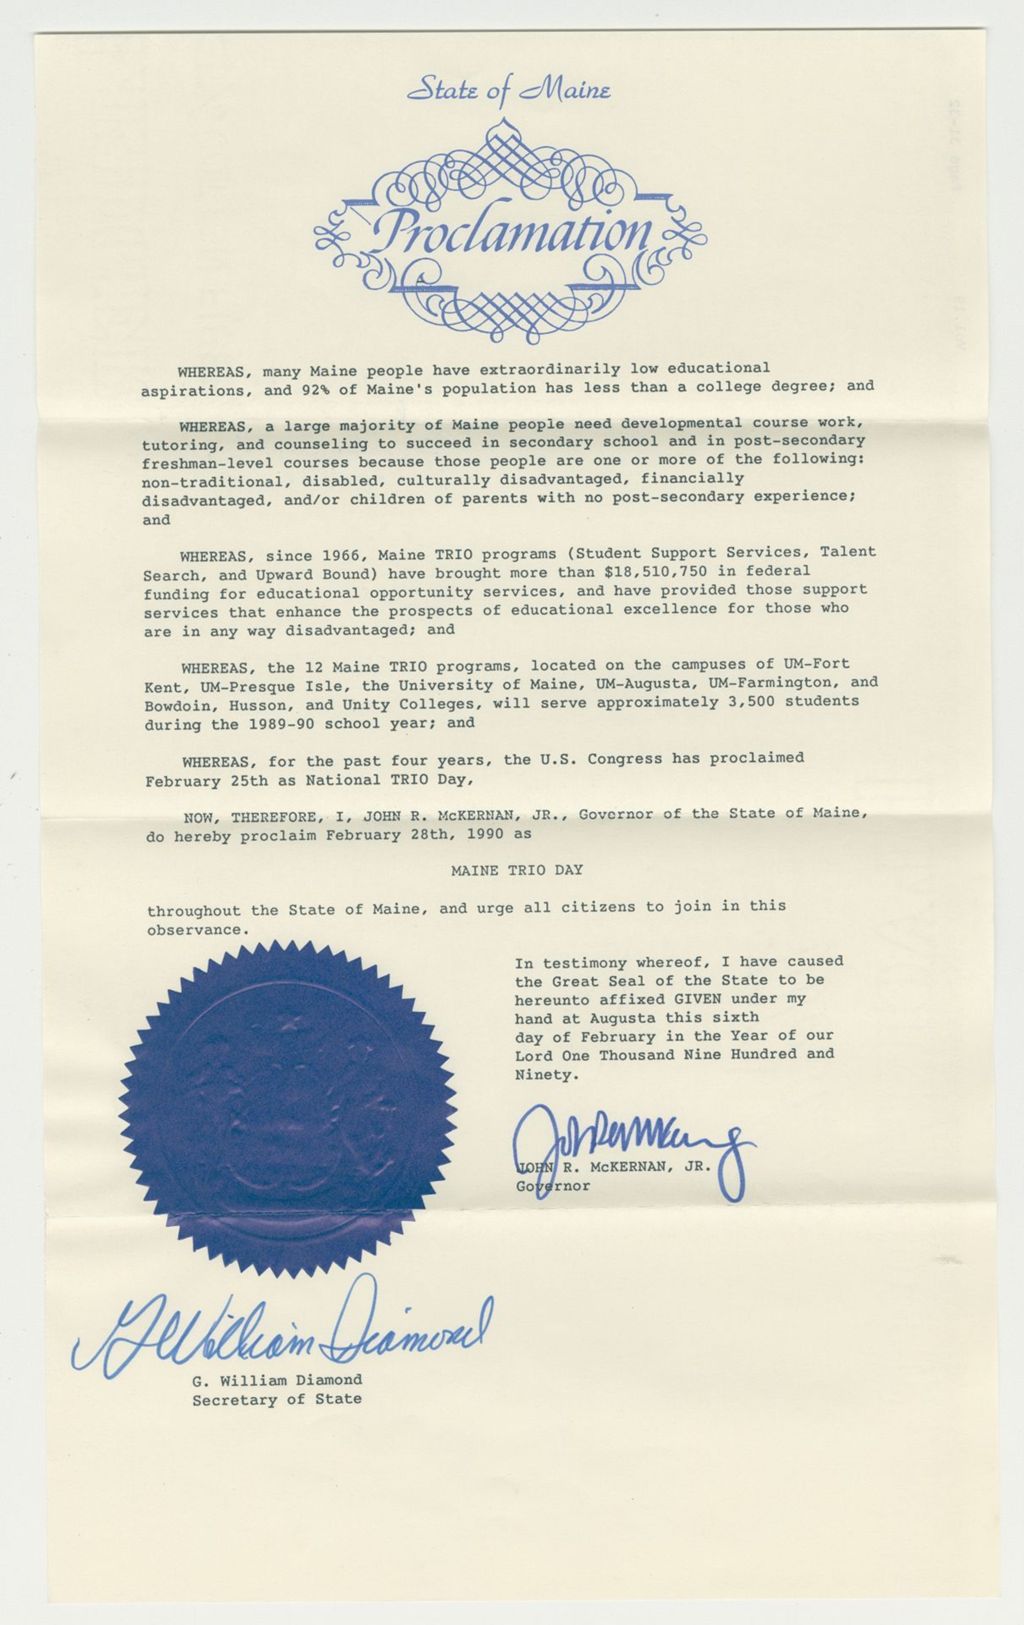 State of Maine
Proclamation
WHEREAS, many Maine people have extraordinarily low educational
aspirations, and 92% of Maine's population has less than a college degree; and
WHEREAS, a large majority of Maine people need developmental course work,
tutoring, and counseling to succeed in secondary school and in post-secondary
freshman-level courses because those people are one or more of the following:
non-traditional, disabled, culturally disadvantaged, financially
disadvantaged, and/or children of parents with no post-secondary experience;
and
WHEREAS, since 1966, Maine TRIO programs (Student Support Services, Talent
Search, and Upward Bound) have brought more than $18,510,750 in federal
funding for educational opportunity services, and have provided those support
services that enhance the prospects of educational excellence for those who
are in any way disadvantaged; and
WHEREAS, the 12 Maine TRIO programs, located on the campuses of UM-Fort
Kent, UM-Presque Isle, the University of Maine, UM-Augusta, UM-Farmington, and
Bowdoin, Husson, and Unity Colleges, will serve approximately 3,500 students
during the 1989-90 school year; and
WHEREAS, for the past four years, the U.S. Congress has proclaimed
February 25th as National TRIO Day,
NOW, THEREFORE, I, JOHN R. McKERNAN, JR., Governor of the State of Maine,
do hereby proclaim February 28th, 1990 as
MAINE TRIO DAY
throughout the State of Maine, and urge all citizens to join in this
observance.
In testimony whereof, I have caused
the Great Seal of the State to be
hereunto affixed GIVEN under my
hand at Augusta this sixth
day of February in the Year of our
Lord One Thousand Nine Hundred and
Ninety.
JOHN R. McKERNAN, JR.
Governor
G William Diamond
G. William Diamond
Secretary of State